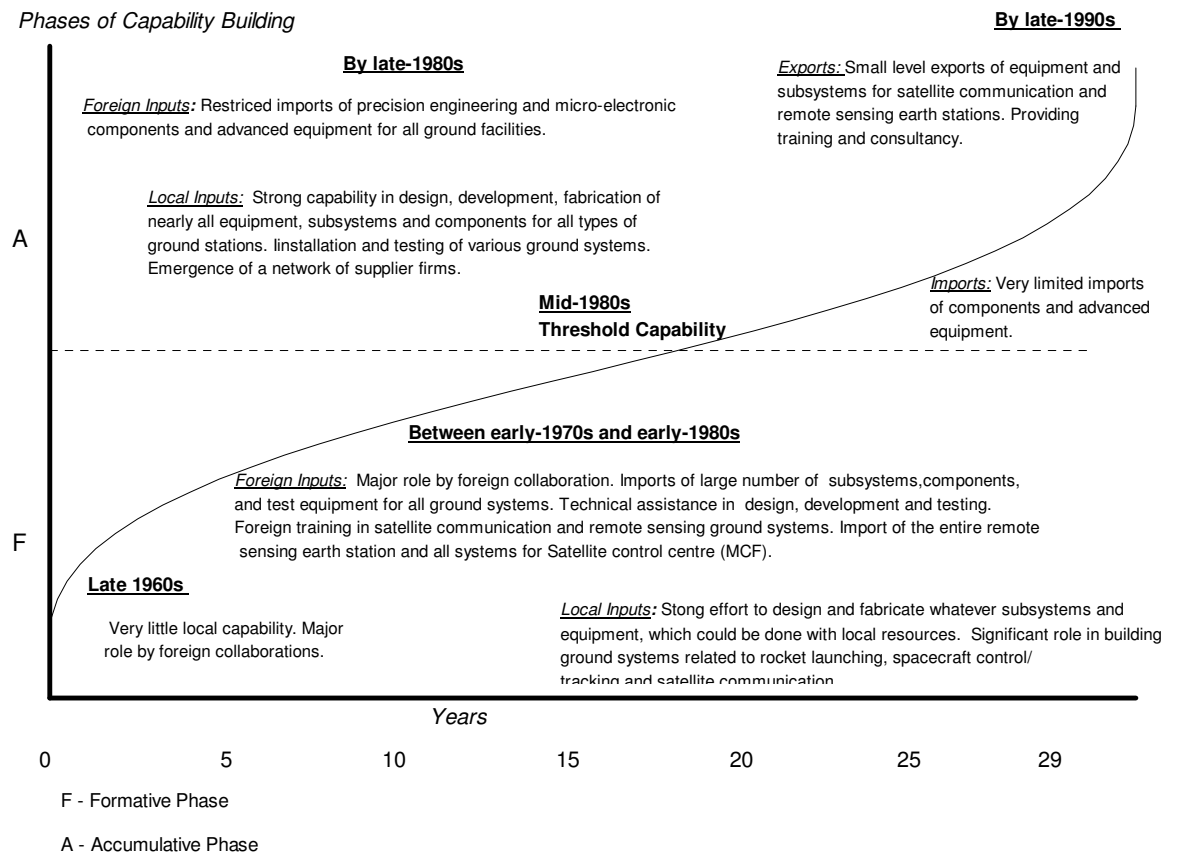 Phases of Capability Building
By late-1990s
By late-1980s
Exports: Small level exports of equipment and
subsystems for satellite communication and
remote sensing earth stations. Providing
training and consultancy.
Foreign Inputs: Restriced imports of precision engineering and micro-electronic
components and advanced equipment for all ground facilities.
Local Inputs: Strong capability in design, development, fabrication of
nearly all equipment, subsystems and components for all types of
ground stations. Iinstallation and testing of various ground systems.
Emergence of a network of supplier firms.
A
Imports: Very limited imports
of components and advanced
equipment.
Mid-1980s
Threshold Capability
Between early-1970s and early-1980s
Foreign Inputs: Major role by foreign collaboration. Imports of large number of subsystems,components,
and test equipment for all ground systems. Technical assistance in design, development and testing.
Foreign training in satellite communication and remote sensing ground systems. Import of the entire remote
sensing earth station and all systems for Satellite control centre (MCF).
F
Late 1960s
Very little local capability. Major
role by foreign collaborations.
Local Inputs: Stong effort to design and fabricate whatever subsystems and
equipment, which could be done with local resources. Significant role in building
ground systems related to rocket launching, spacecraft control/
tracking and satellite communication
Years
0 5 10 15 20 25 29
F - Formative Phase
A - Accumulative Phase